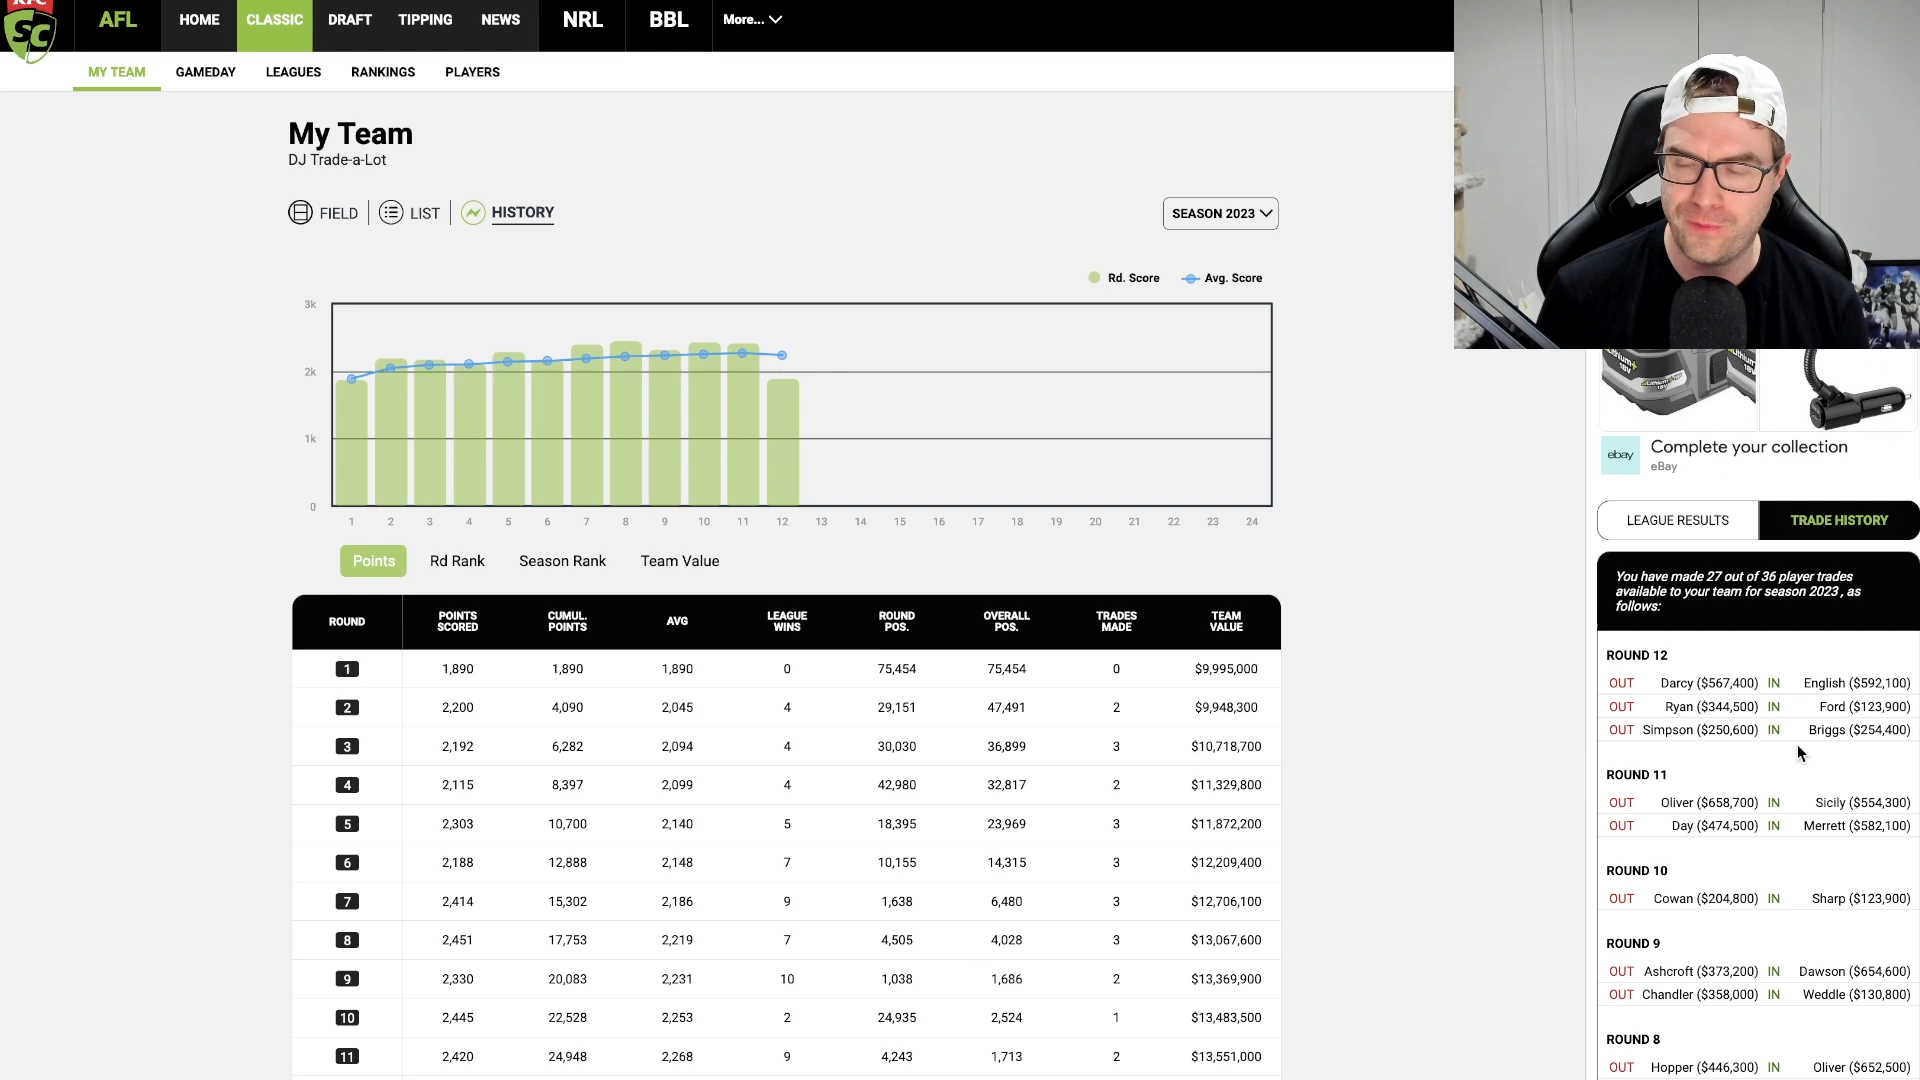 KFC
SC
AFL
HOME
CLASSIC
DRAFT
TIPPING
NEWS
NRL
BBL
More...
MY TEAM
GAMEDAY
LEAGUES
RANKINGS
PLAYERS
My Team
DJ Trade-a-Lot
FIELD
LIST
HISTORY
SEASON 2023
Rd. Score
Avg. Score
3k
2k
1k
0
1 2 3 4 5 6 7 8 9 10 11 12 13 14 15 16 17 18 19 20 21 22 23 24
Points
Rd Rank
Season Rank
Team Value
ROUND POINTS SCORED CUMUL. POINTS AVG LEAGUE WINS ROUND POS. OVERALL POS. TRADES MADE TEAM VALUE
1 1,890 1,890 1,890 0 75,454 75,454 0 $9,995,000
2 2,200 4,090 2,045 4 29,151 47,491 2 $9,948,300
3 2,192 6,282 2,094 4 30,030 36,899 3 $10,718,700
4 2,115 8,397 2,099 4 42,980 32,817 2 $11,329,800
5 2,303 10,700 2,140 5 18,395 23,969 3 $11,872,200
6 2,188 12,888 2,148 7 10,155 14,315 3 $12,209,400
7 2,414 15,302 2,186 9 1,638 6,480 3 $12,706,100
8 2,451 17,753 2,219 7 4,505 4,028 3 $13,067,600
9 2,330 20,083 2,231 10 1,038 1,686 2 $13,369,900
10 2,445 22,528 2,253 2 24,935 2,524 1 $13,483,500
11 2,420 24,948 2,268 9 4,243 1,713 2 $13,551,000
Lithium+
18V
ebay
Complete your collection
eBay
LEAGUE RESULTS
TRADE HISTORY
You have made 27 out of 36 player trades
available to your team for season 2023 , as
follows:
ROUND 12
OUT Darcy ($567,400) IN English ($592,100)
OUT Ryan ($344,500) IN Ford ($123,900)
OUT Simpson ($250,600) IN Briggs ($254,400)
ROUND 11
OUT Oliver ($658,700) IN Sicily ($554,300)
OUT Day ($474,500) IN Merrett ($582,100)
ROUND 10
OUT Cowan ($204,800) IN Sharp ($123,900)
ROUND 9
OUT Ashcroft ($373,200) IN Dawson ($654,600)
OUT Chandler ($358,000) IN Weddle ($130,800)
ROUND 8
OUT Hopper ($446,300) IN Oliver ($652,500)